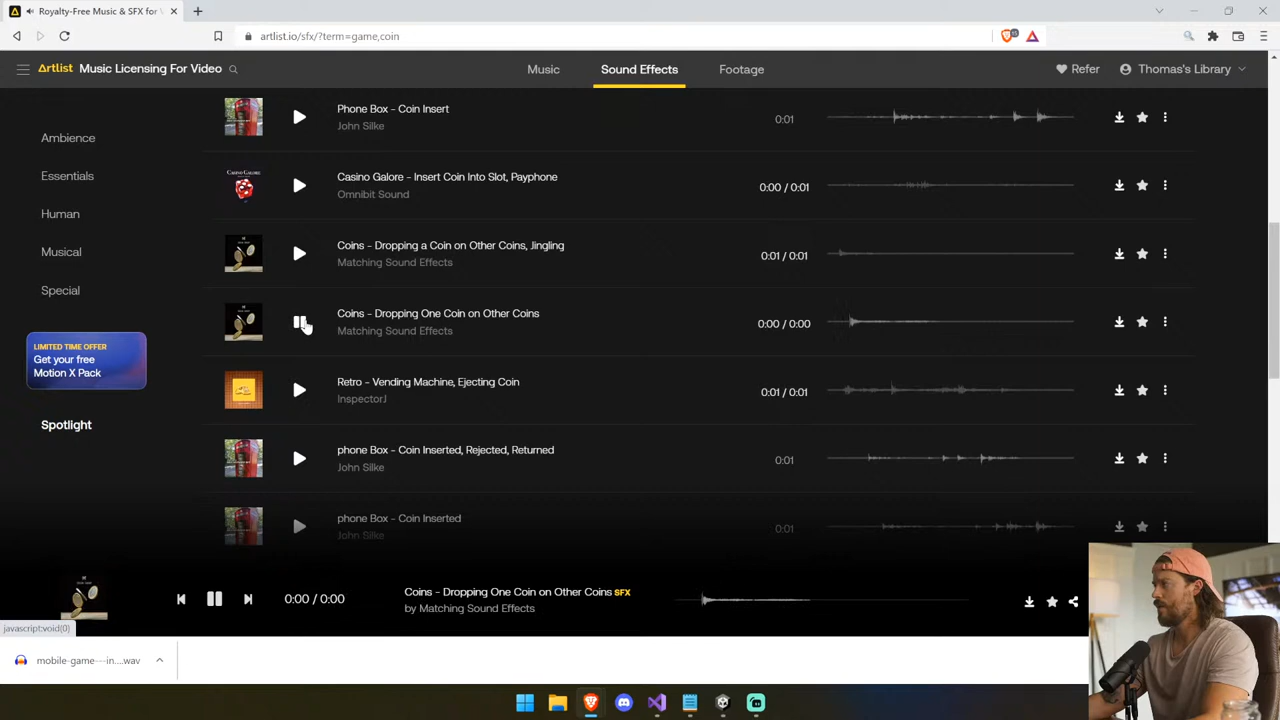 Royalty-Free Music & SFX for
artlist.io/sfx/?term=game,coin
Artlist Music Licensing For Video
Music
Sound Effects
Footage
Refer
Thomas's Library
Ambience
Essentials
Human
Musical
Special
LIMITED TIME OFFER
Get your free
Motion X Pack
Spotlight
Phone Box - Coin Insert
John Silke
0:01
Casino Galore - Insert Coin Into Slot, Payphone
Omnibit Sound
0:00 / 0:01
Coins - Dropping a Coin on Other Coins, Jingling
Matching Sound Effects
0:01 / 0:01
Coins - Dropping One Coin on Other Coins
Matching Sound Effects
0:00 / 0:00
Retro - Vending Machine, Ejecting Coin
InspectorJ
0:01 / 0:01
phone Box - Coin Inserted, Rejected, Returned
John Silke
0:01
phone Box - Coin Inserted
John Silke
0:01
0:00 / 0:00
Coins - Dropping One Coin on Other Coins SFX
by Matching Sound Effects
javascript:void(0)
mobile-game---in....wav